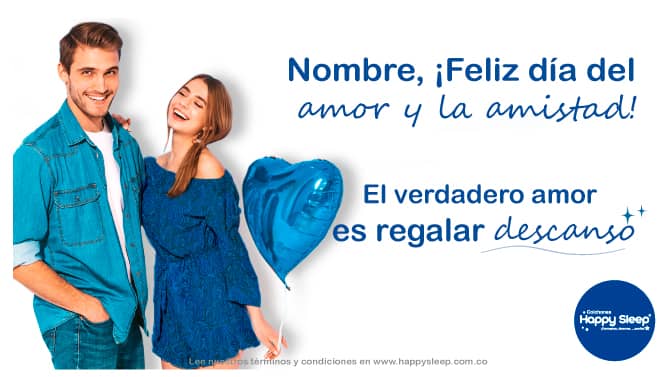 Nombre, ¡Feliz día del
amor y la amistad!
El verdadero amor
es regalar descanso
Colchones
Happy Sleep
Lee nuestros términos y condiciones en www.happysleep.com.co